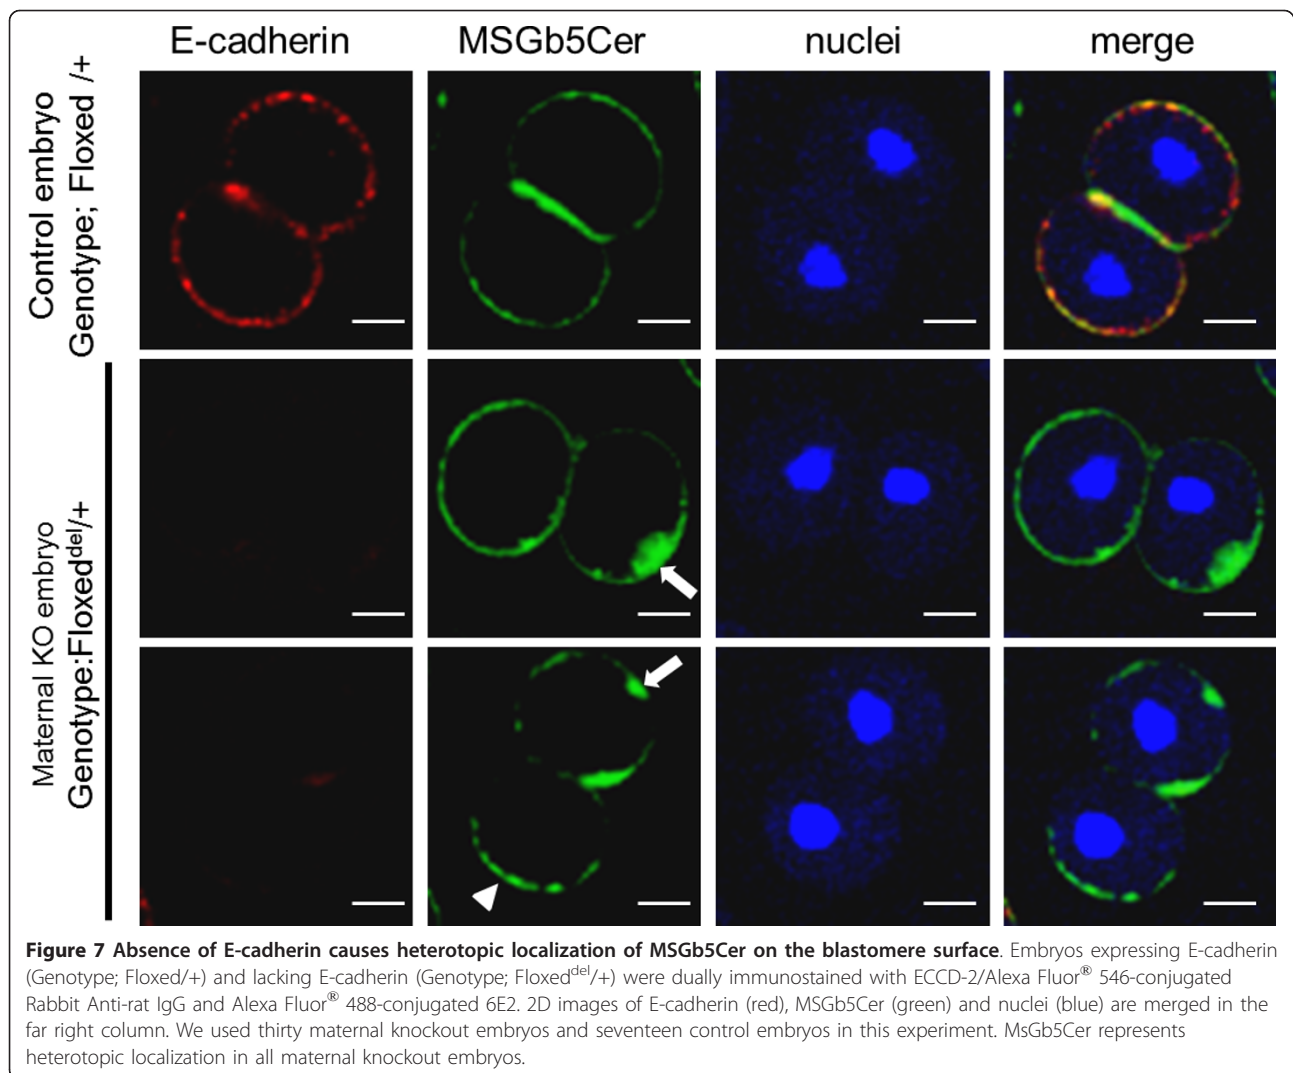 E-cadherin MSGb5Cer nuclei merge
Control embryo
Genotype; Floxed /+
Maternal KO embryo
Genotype:Floxed^del/+
Figure 7 Absence of E-cadherin causes heterotopic localization of MSGb5Cer on the blastomere surface. Embryos expressing E-cadherin
(Genotype; Floxed/+) and lacking E-cadherin (Genotype; Floxed^del/+) were dually immunostained with ECCD-2/Alexa Fluor® 546-conjugated
Rabbit Anti-rat IgG and Alexa Fluor® 488-conjugated 6E2. 2D images of E-cadherin (red), MSGb5Cer (green) and nuclei (blue) are merged in the
far right column. We used thirty maternal knockout embryos and seventeen control embryos in this experiment. MsGb5Cer represents
heterotopic localization in all maternal knockout embryos.